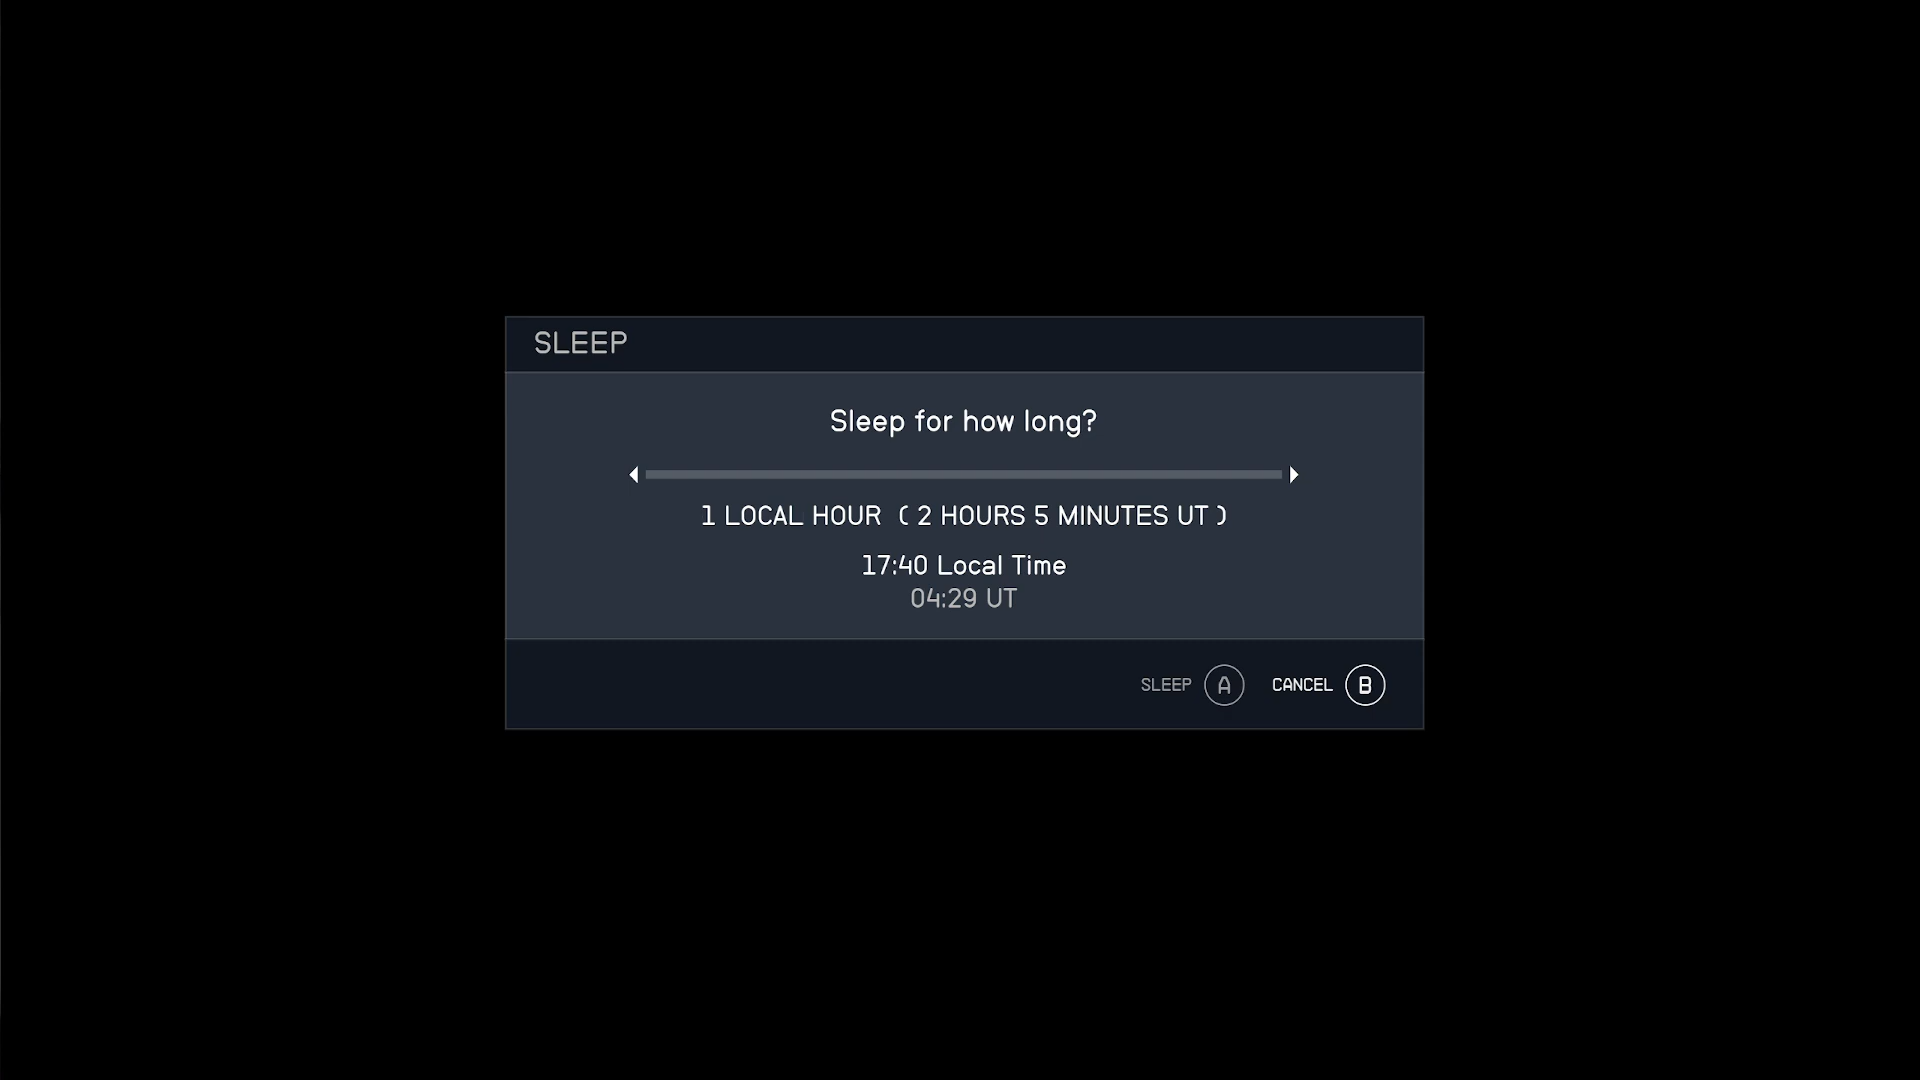 SLEEP
Sleep for how long?
1 LOCAL HOUR ( 2 HOURS 5 MINUTES UT )
17:40 Local Time
04:29 UT
SLEEP A CANCEL B